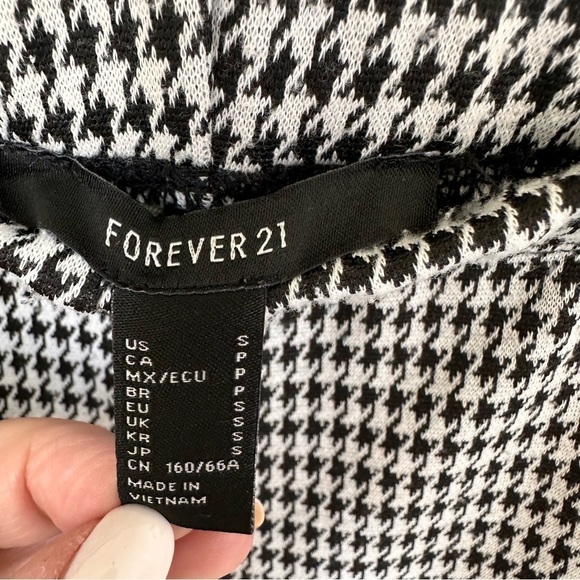 FOREVER 21
US S
CA P
MX/ECU P
BR P
EU S
UK S
KR S
JP S
CN 160/66A
MADE IN
VIETNAM